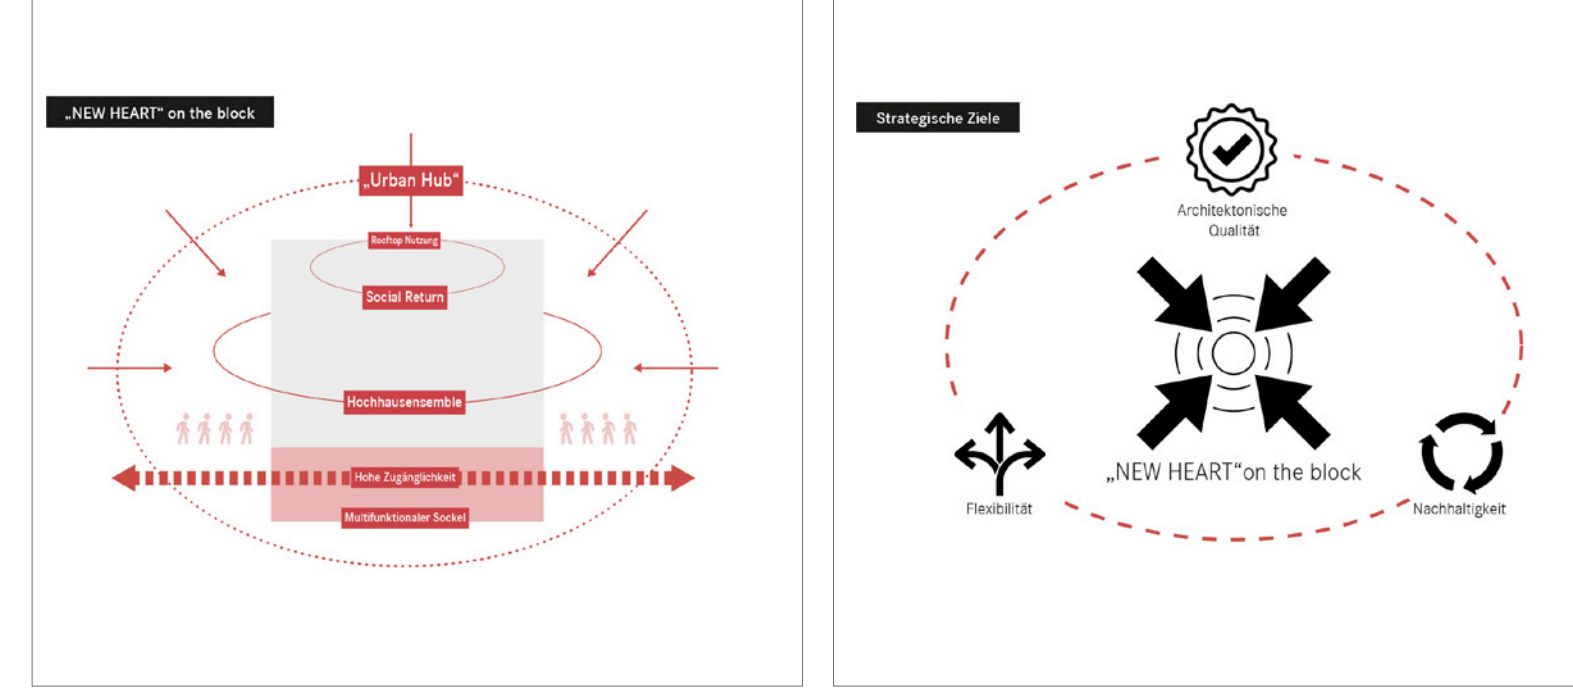 „NEW HEART“ on the block
„Urban Hub“
Rooftop Nutzung
Social Return
Hochhausensemble
Hohe Zugänglichkeit
Multifunktionaler Sockel
Strategische Ziele
Architektonische
Qualität
„NEW HEART“on the block
Flexibilität
Nachhaltigkeit